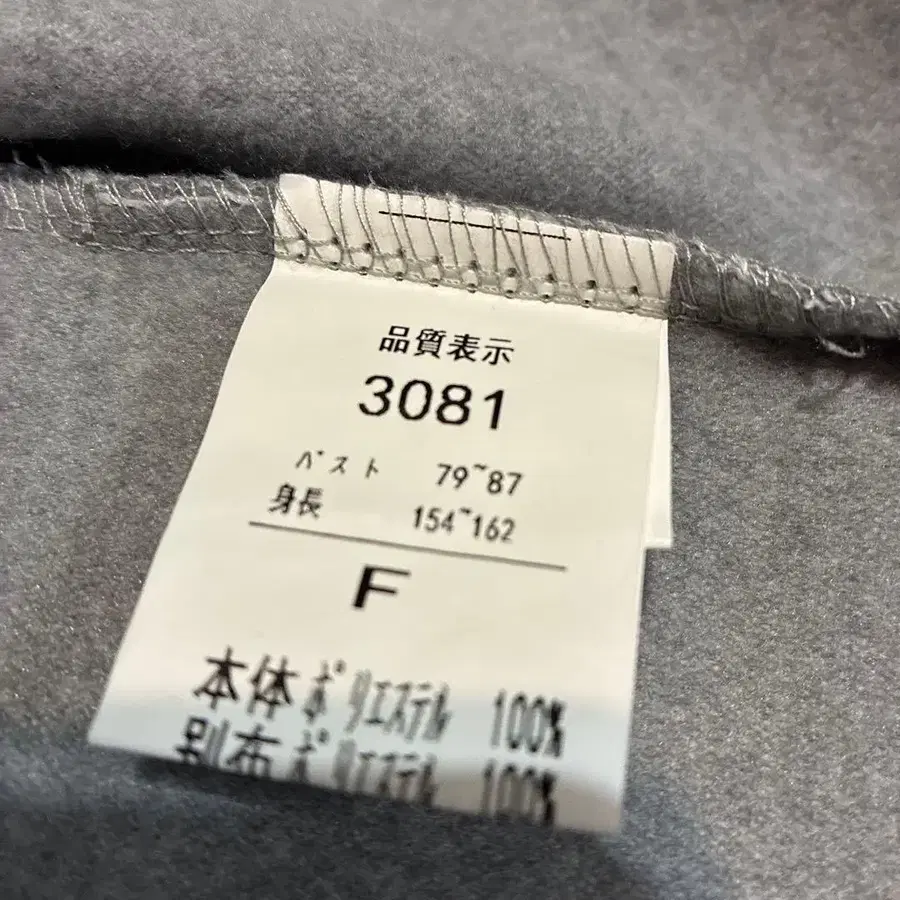 品質表示
3081
バスト 79~87
身長 154~162
F
本体ポリエステル 100%
別布ポリエステル 100%